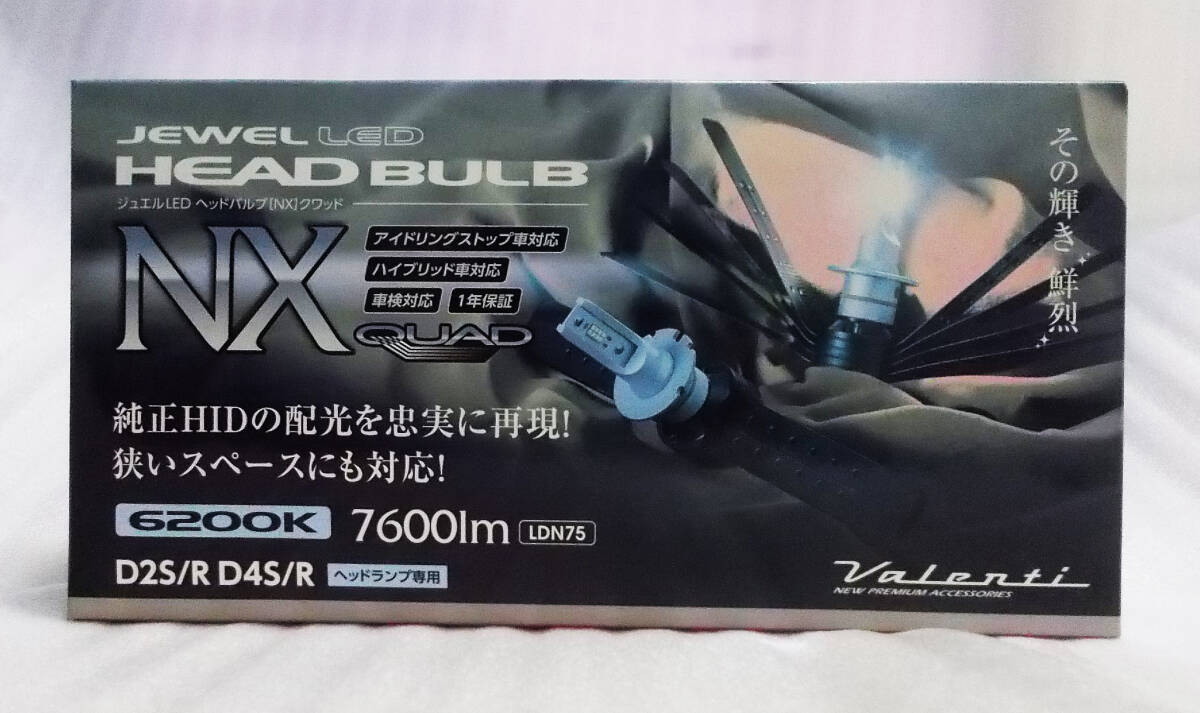 JEWEL LED
HEAD BULB
ジュエルLED ヘッドバルブ[NX]クワッド
NX
アイドリングストップ車対応
ハイブリッド車対応
車検対応 1年保証
QUAD
純正HIDの配光を忠実に再現!
狭いスペースにも対応!
6200K 7600lm LDN75
D2S/R D4S/R ヘッドランプ専用
その輝き、鮮烈
Valenti
NEW PREMIUM ACCESSORIES